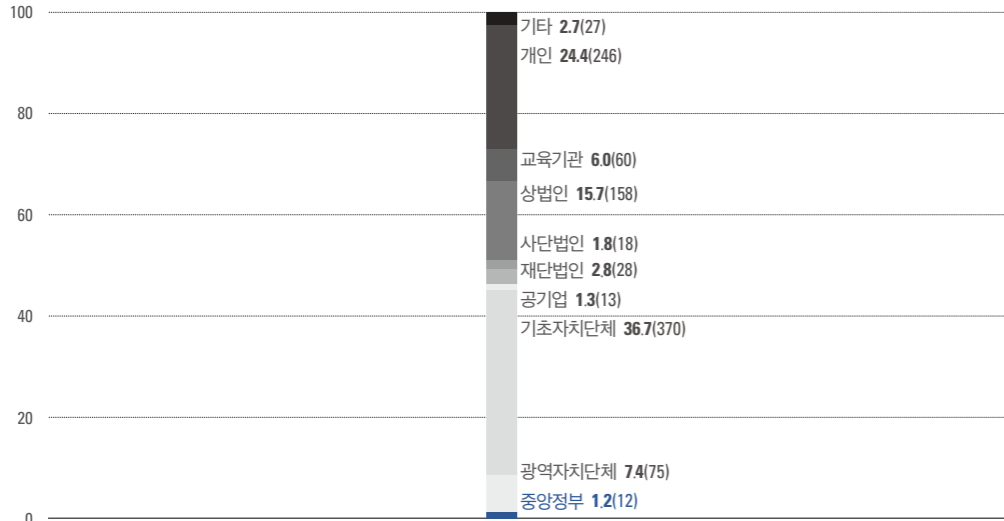 100
기타 2.7(27)
개인 24.4(246)
80
교육기관 6.0(60)
상법인 15.7(158)
60
사단법인 1.8(18)
재단법인 2.8(28)
공기업 1.3(13)
40
기초자치단체 36.7(370)
20
광역자치단체 7.4(75)
중앙정부 1.2(12)
0